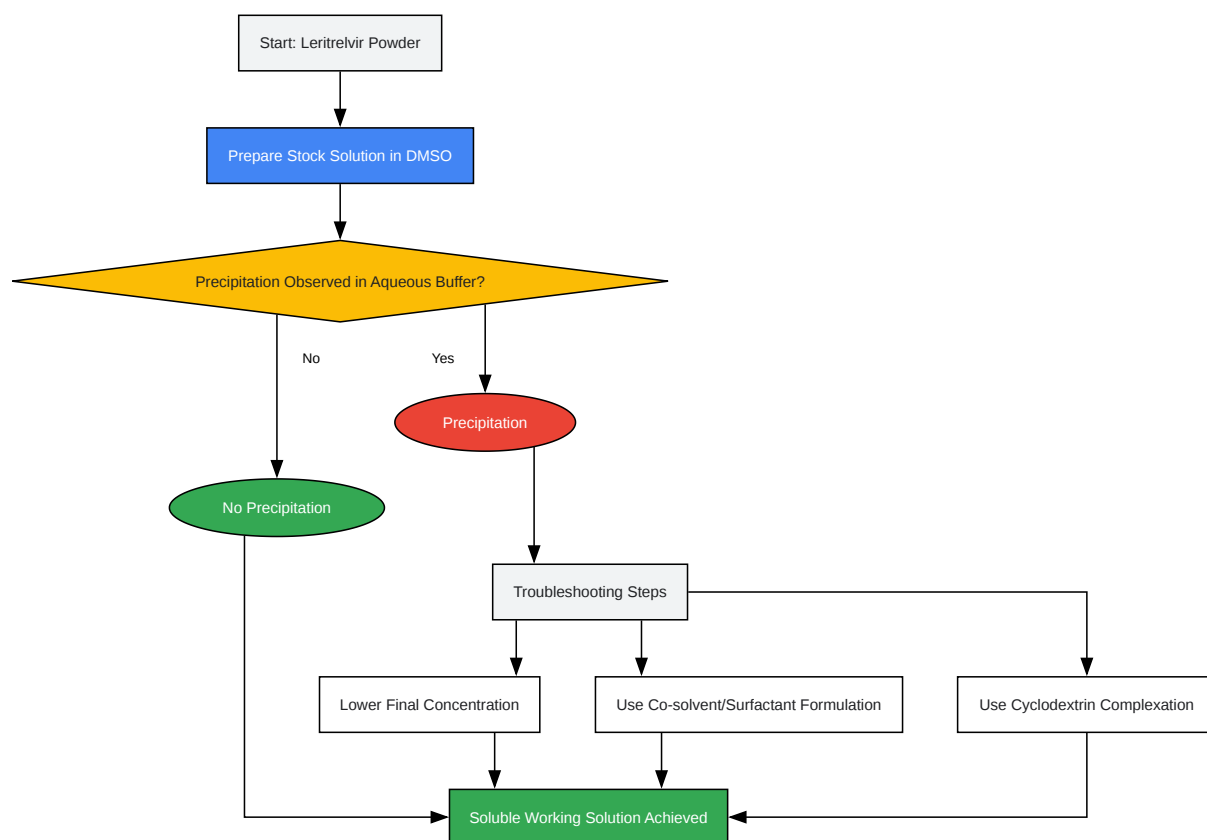 Start: Leritrelvir Powder
Prepare Stock Solution in DMSO
Precipitation Observed in Aqueous Buffer?
No
Yes
Precipitation
No Precipitation
Troubleshooting Steps
Lower Final Concentration
Use Co-solvent/Surfactant Formulation
Use Cyclodextrin Complexation
Soluble Working Solution Achieved